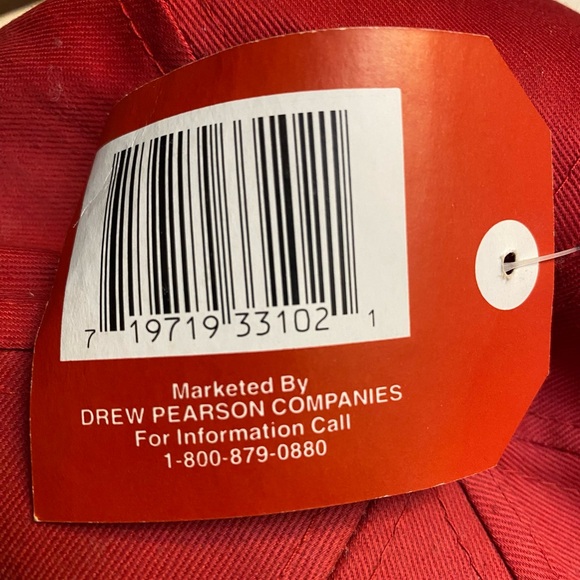 7 19719 33102 1
Marketed By
DREW PEARSON COMPANIES
For Information Call
1-800-879-0880